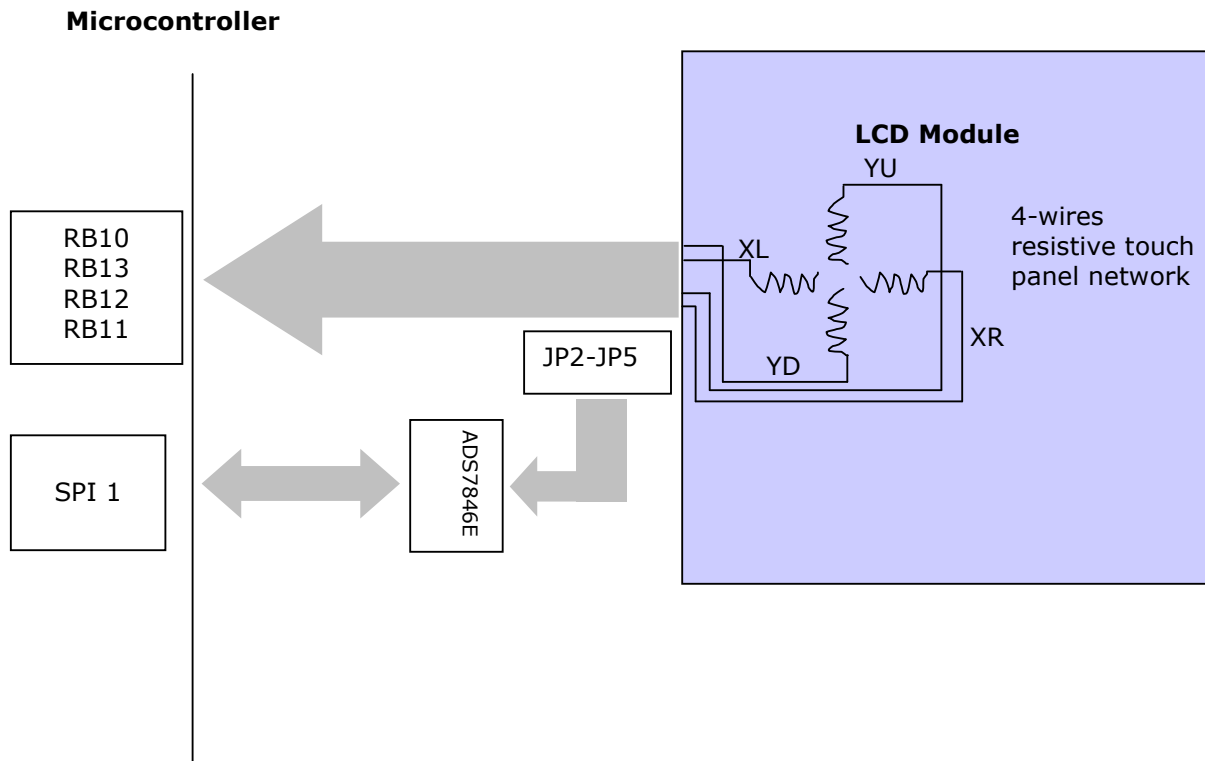 Microcontroller
LCD Module
YU
4-wires
resistive touch
panel network
XL
XR
YD
RB10
RB13
RB12
RB11
JP2-JP5
ADS7846E
SPI 1